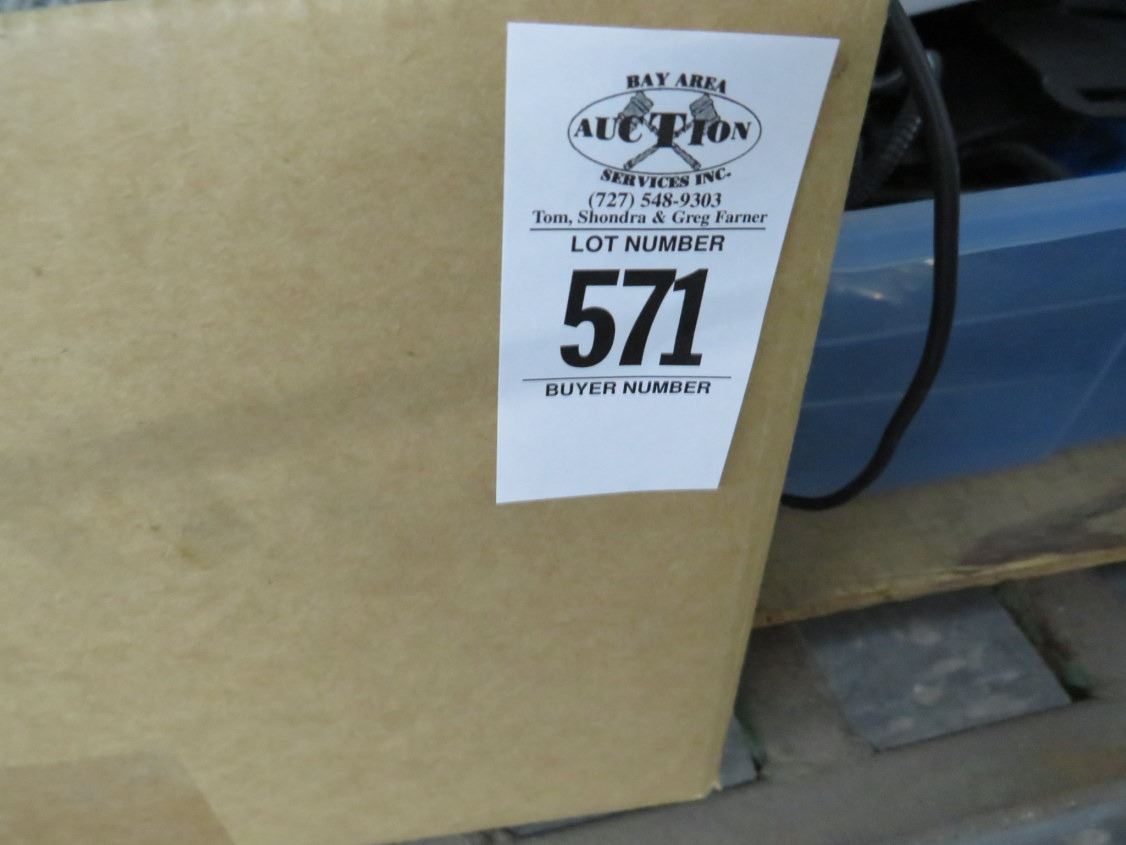 BAY AREA
AUCTION
SERVICES INC.
(727) 548-9303
Tom, Shondra & Greg Farner
LOT NUMBER
571
BUYER NUMBER